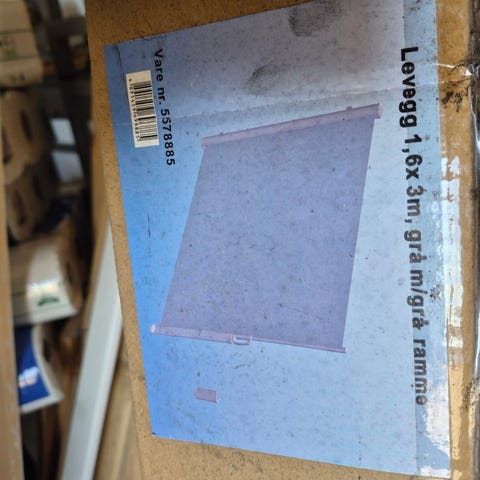 Levegg 1,6x 3m, grå m/grå ramme
Vare nr. 5578885